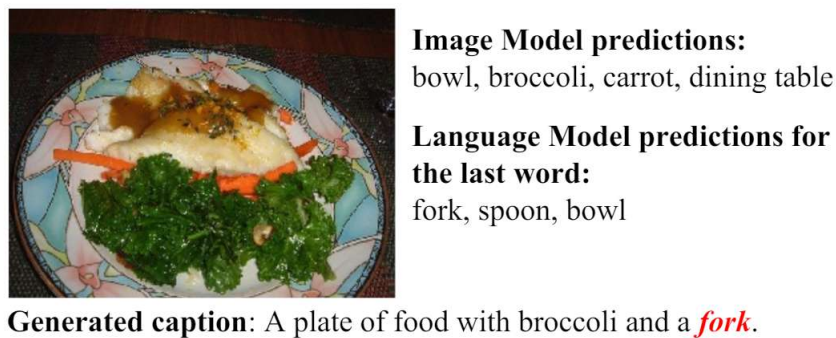 Image Model predictions:
bowl, broccoli, carrot, dining table
Language Model predictions for
the last word:
fork, spoon, bowl
Generated caption: A plate of food with broccoli and a fork.